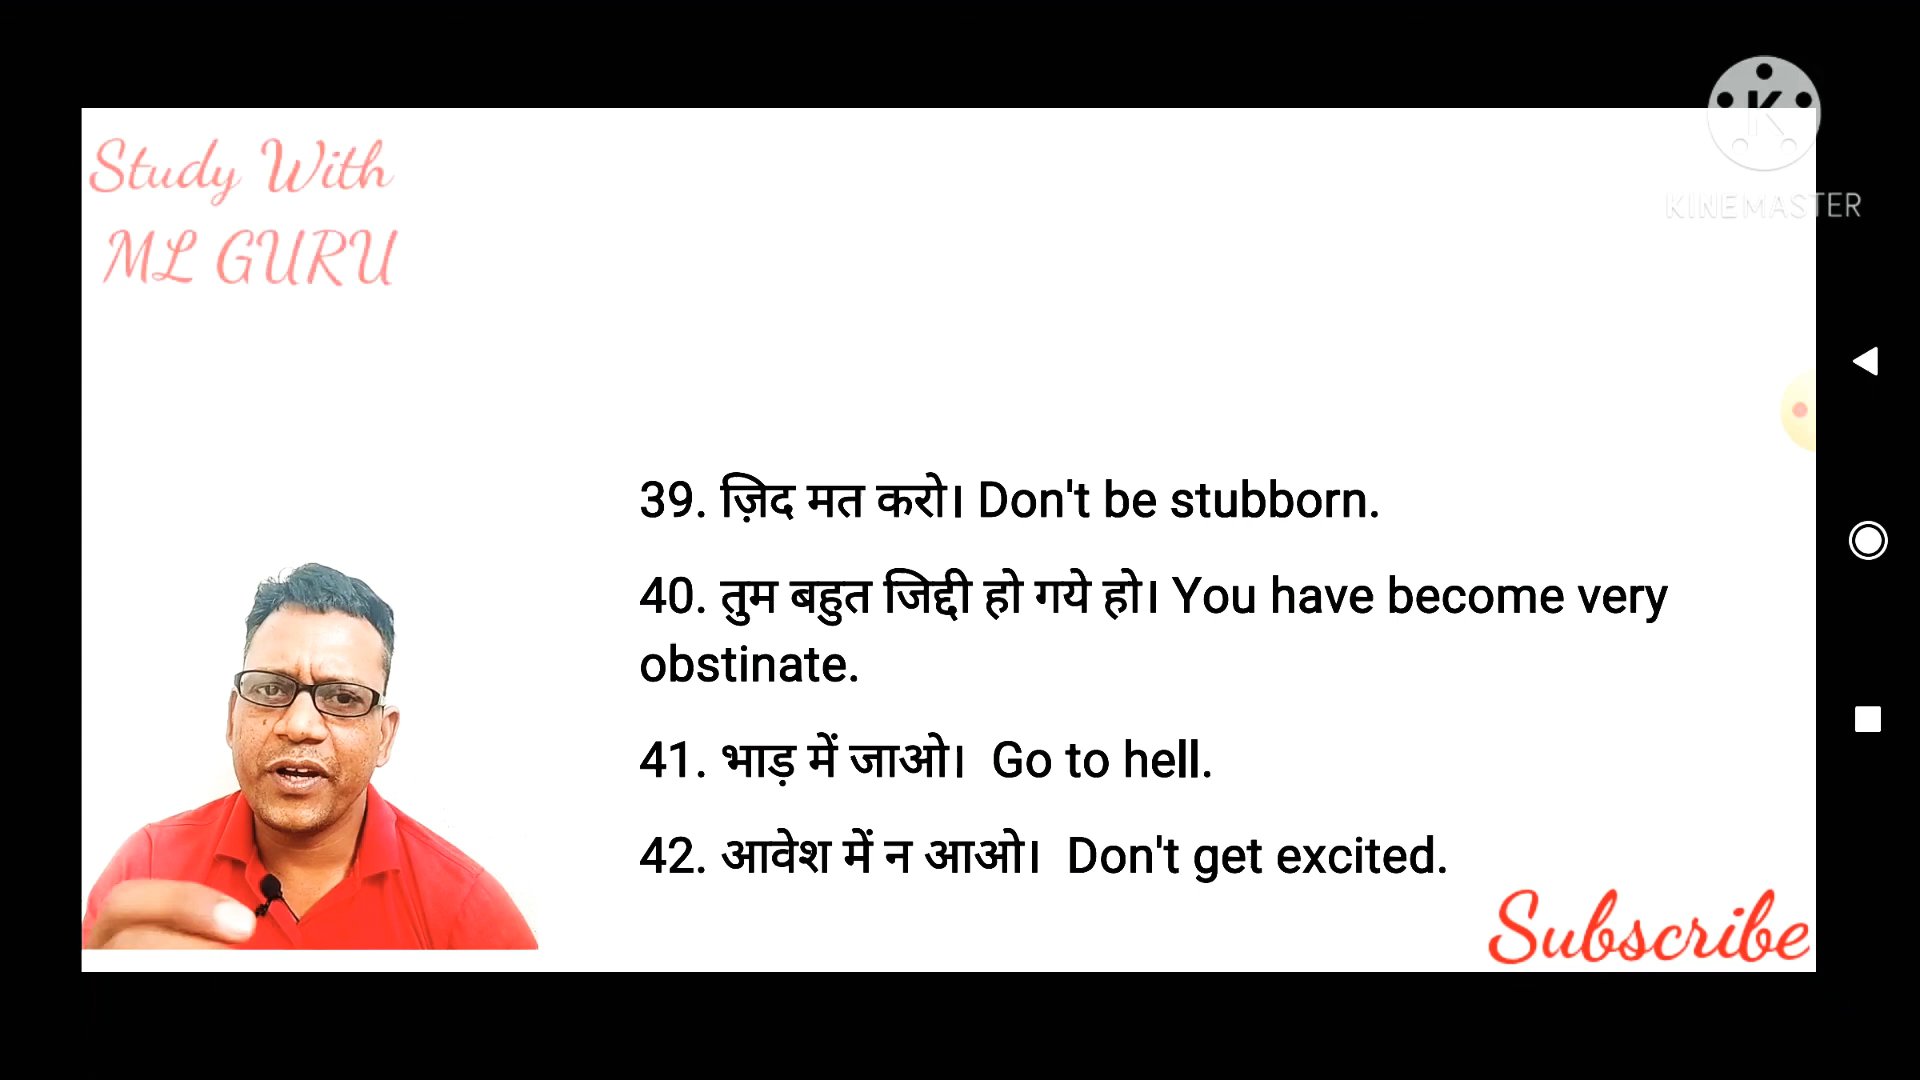 Study With
ML GURU
K
KINEMASTER
39. ज़िद मत करो। Don't be stubborn.
40. तुम बहुत जिद्दी हो गये हो। You have become very
obstinate.
41. भाड़ में जाओ। Go to hell.
42. आवेश में न आओ। Don't get excited.
Subscribe